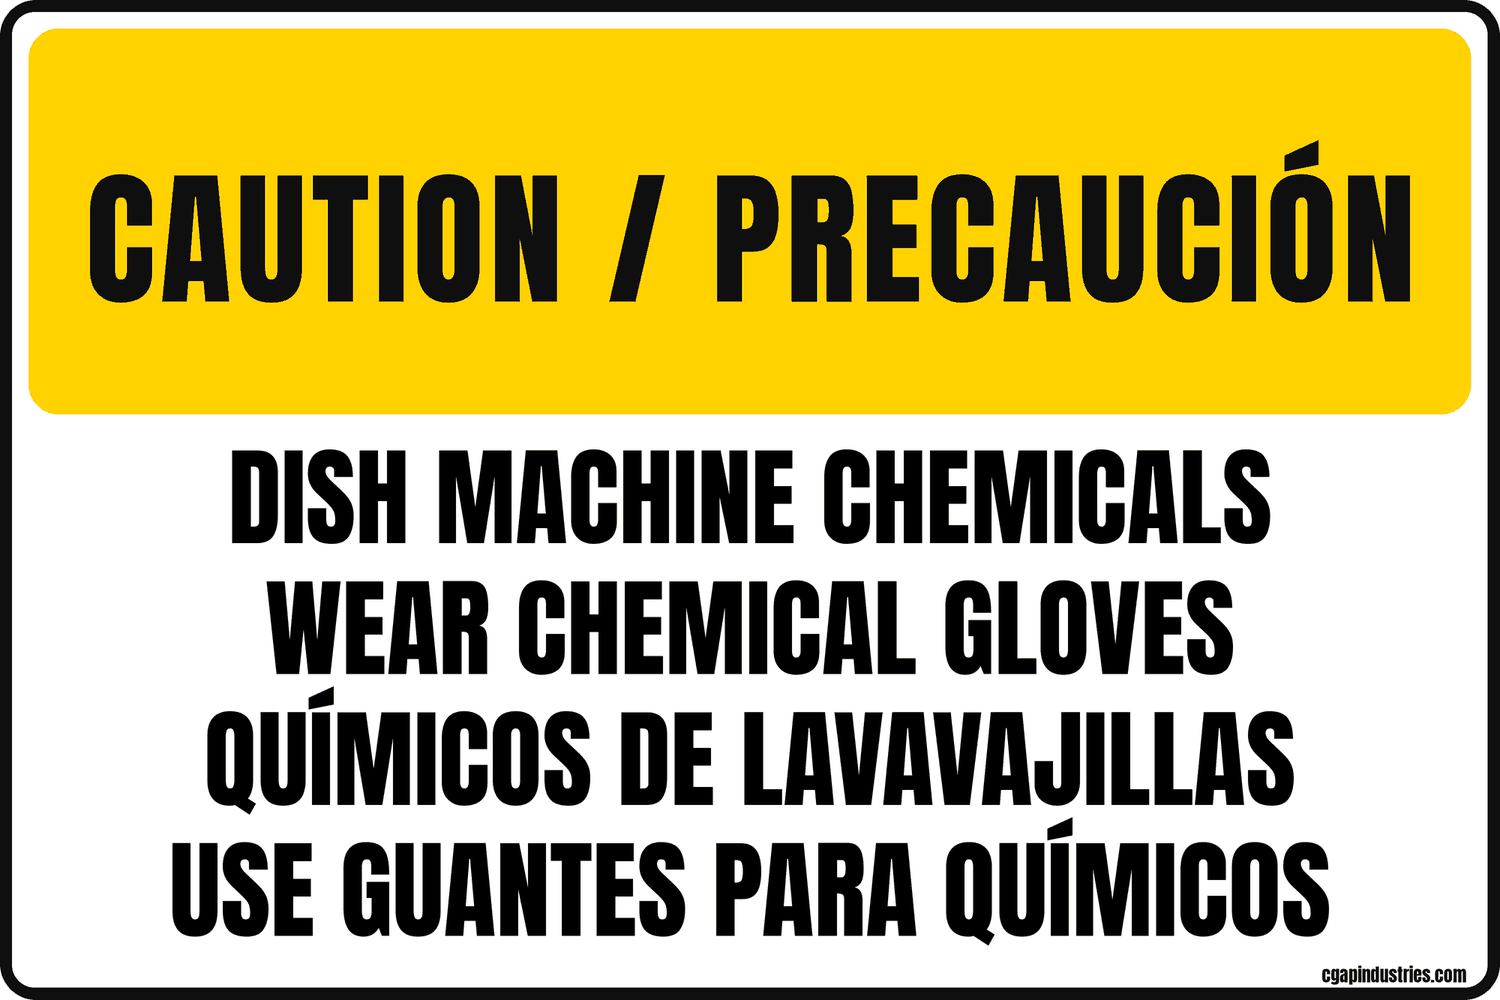 CAUTION / PRECAUCIÓN
DISH MACHINE CHEMICALS
WEAR CHEMICAL GLOVES
QUÍMICOS DE LAVAVAJILLAS
USE GUANTES PARA QUÍMICOS
cgapindustries.com